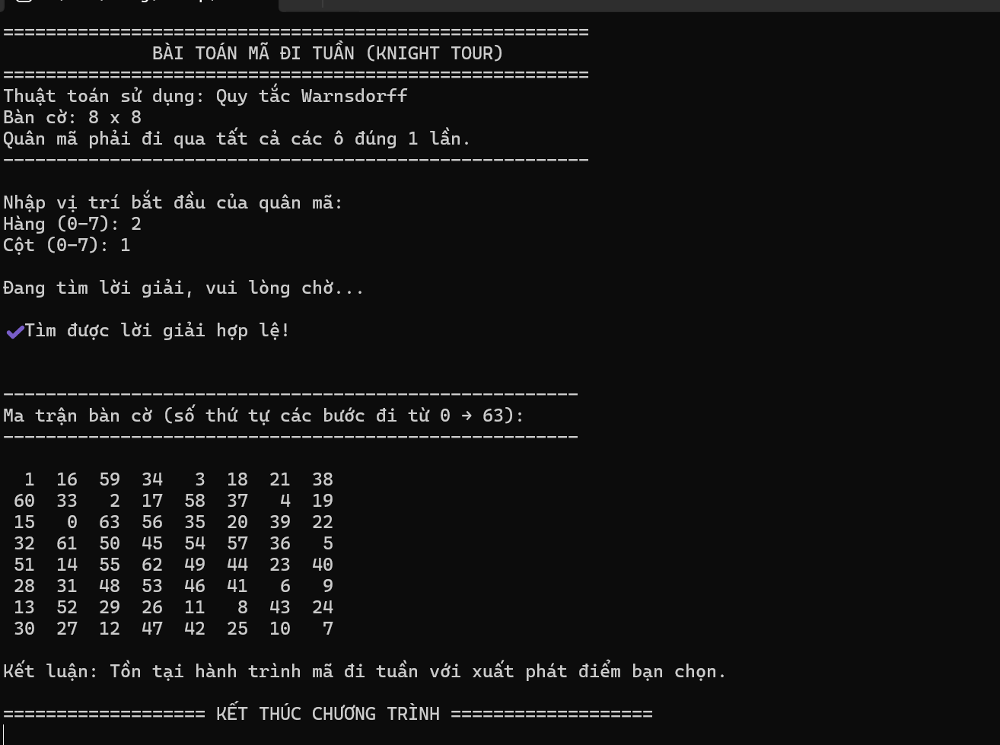 =======================================================
BÀI TOÁN MÃ ĐI TUẦN (KNIGHT TOUR)
=======================================================
Thuật toán sử dụng: Quy tắc Warnsdorff
Bàn cờ: 8 x 8
Quân mã phải đi qua tất cả các ô đúng 1 lần.
-------------------------------------------------------
Nhập vị trí bắt đầu của quân mã:
Hàng (0-7): 2
Cột (0-7): 1
Đang tìm lời giải, vui lòng chờ...
✔Tìm được lời giải hợp lệ!
------------------------------------------------------
Ma trận bàn cờ (số thứ tự các bước đi từ 0 → 63):
------------------------------------------------------
1 16 59 34 3 18 21 38
60 33 2 17 58 37 4 19
15 0 63 56 35 20 39 22
32 61 50 45 54 57 36 5
51 14 55 62 49 44 23 40
28 31 48 53 46 41 6 9
13 52 29 26 11 8 43 24
30 27 12 47 42 25 10 7
Kết luận: Tồn tại hành trình mã đi tuần với xuất phát điểm bạn chọn.
=================== KẾT THÚC CHƯƠNG TRÌNH ===================